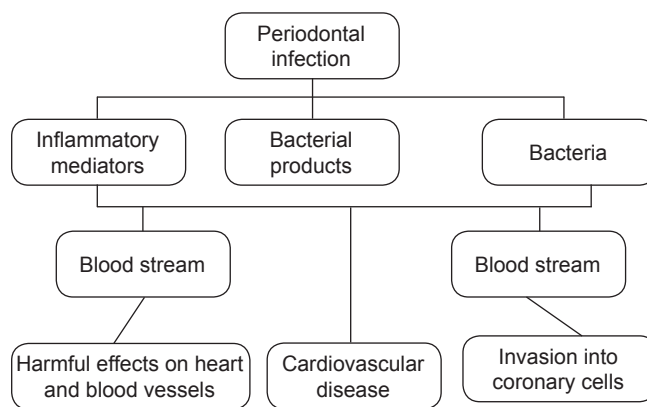 Periodontal
infection
Inflammatory
mediators
Bacterial
products
Bacteria
Blood stream
Blood stream
Harmful effects on heart
and blood vessels
Cardiovascular
disease
Invasion into
coronary cells